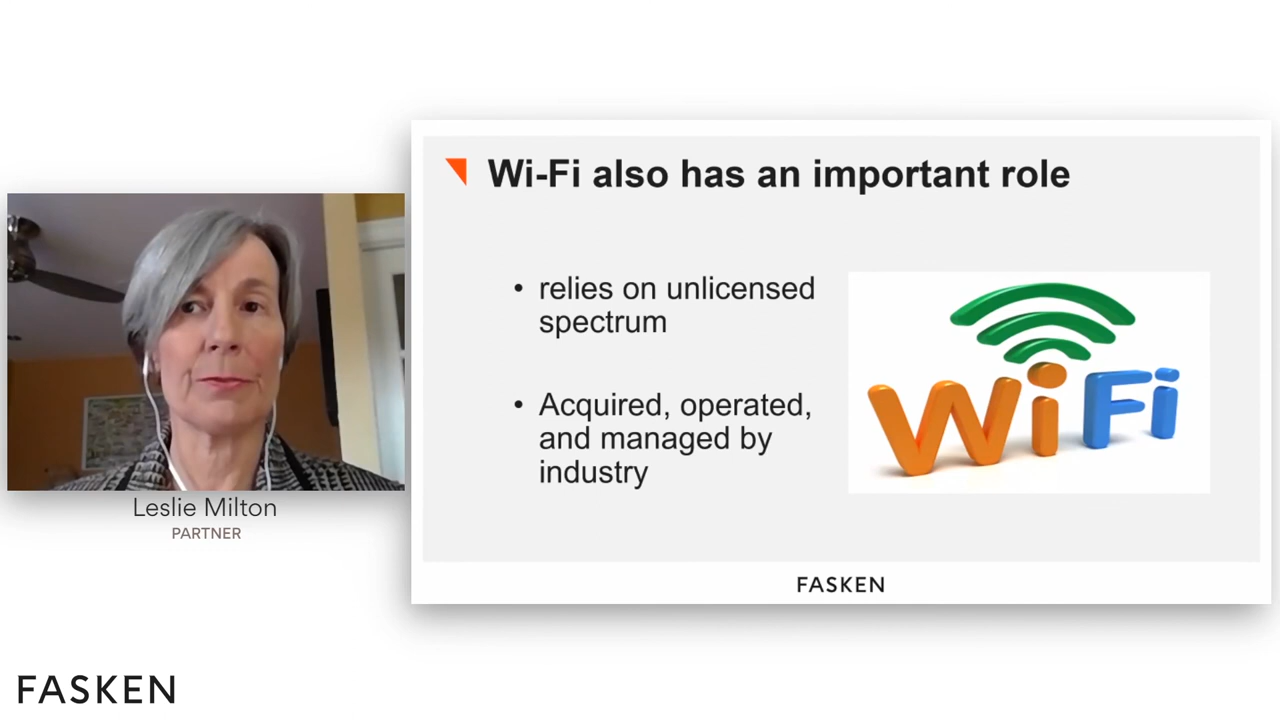 Wi-Fi also has an important role
• relies on unlicensed
spectrum
• Acquired, operated,
and managed by
industry
WiFi
FASKEN
Leslie Milton
PARTNER
FASKEN